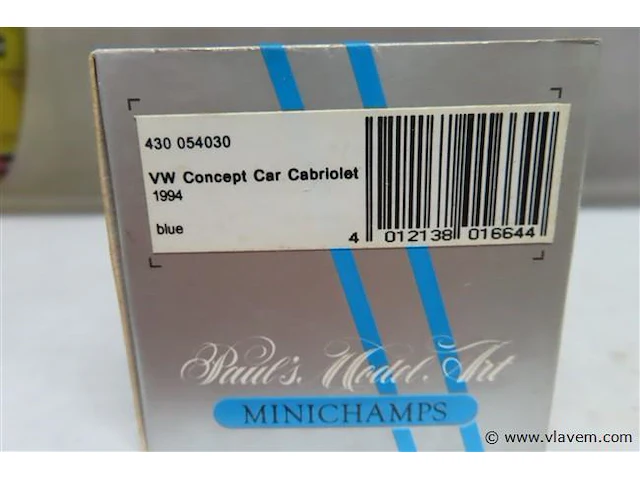 430 054030
VW Concept Car Cabriolet
1994
blue
4 012138 016644
Paul's Model Art
MINICHAMPS
© www.vlavem.com